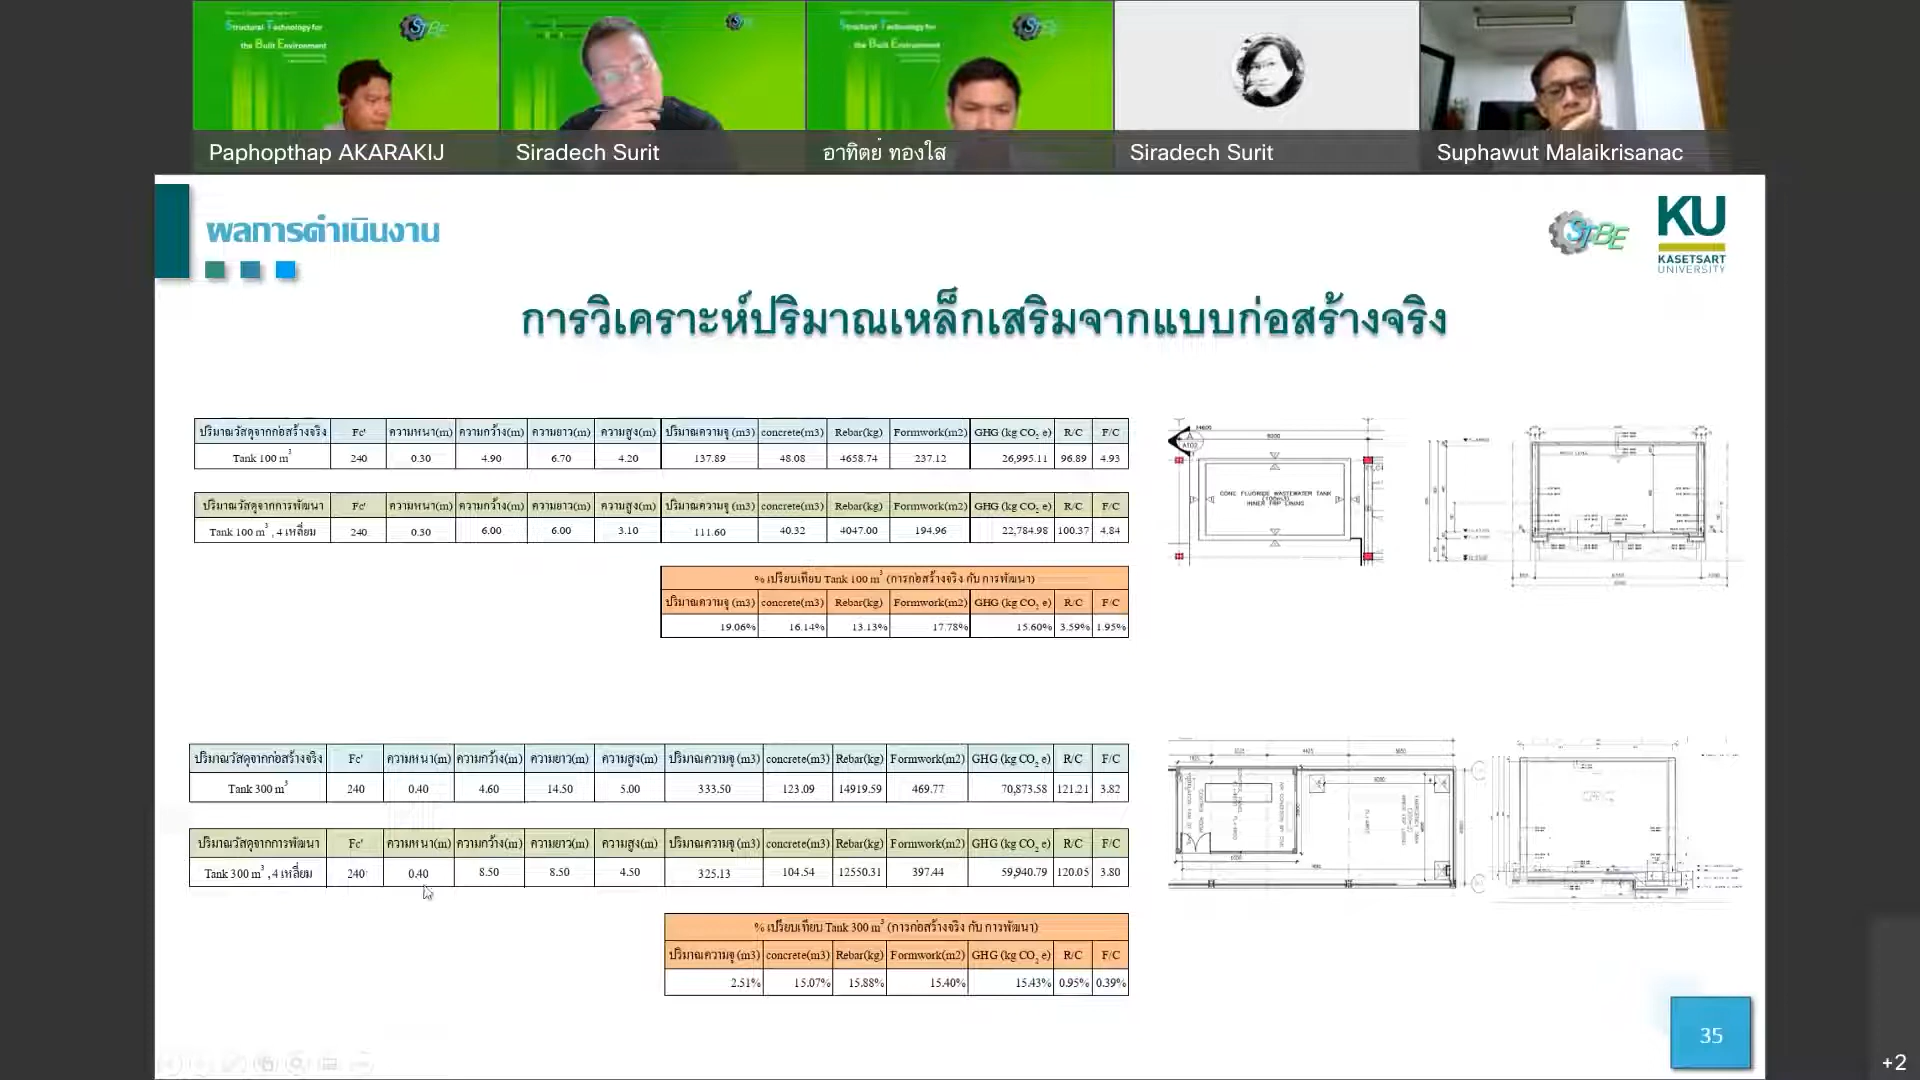 Structural Technology for
the Built Environment
STBE
Structural Technology for
the Built Environment
STBE
Paphopthap AKARAKIJ
Siradech Surit
อาทิตย์ ทองใส
Siradech Surit
Suphawut Malaikrisanac
ผลการดำเนินงาน
STBE
KU
KASETSART
UNIVERSITY
การวิเคราะห์ปริมาณเหล็กเสริมจากแบบก่อสร้างจริง
ปริมาณวัสดุจากก่อสร้างจริง Fc' ความหนา(m) ความกว้าง(m) ความยาว(m) ความสูง(m) ปริมาณความจุ (m3) concrete(m3) Rebar(kg) Formwork(m2) GHG (kg CO2 e) R/C F/C
Tank 100 m3 240 0.30 4.90 6.70 4.20 137.89 48.08 4658.74 237.12 26,995.11 96.89 4.93
ปริมาณวัสดุจากการพัฒนา Fc' ความหนา(m) ความกว้าง(m) ความยาว(m) ความสูง(m) ปริมาณความจุ (m3) concrete(m3) Rebar(kg) Formwork(m2) GHG (kg CO2 e) R/C F/C
Tank 100 m3 , 4 เหลี่ยม 240 0.30 6.00 6.00 3.10 111.60 40.32 4047.00 194.96 22,784.98 100.37 4.84
% เปรียบเทียบ Tank 100 m3 (การก่อสร้างจริง กับ การพัฒนา)
ปริมาณความจุ (m3) concrete(m3) Rebar(kg) Formwork(m2) GHG (kg CO2 e) R/C F/C
19.06% 16.14% 13.13% 17.78% 15.60% 3.59% 1.95%
A102
CONC FLUORIDE WASTEWATER TANK
(100m3)
INNER FRP LINING
ปริมาณวัสดุจากก่อสร้างจริง Fc' ความหนา(m) ความกว้าง(m) ความยาว(m) ความสูง(m) ปริมาณความจุ (m3) concrete(m3) Rebar(kg) Formwork(m2) GHG (kg CO2 e) R/C F/C
Tank 300 m3 240 0.40 4.60 14.50 5.00 333.50 123.09 14919.59 469.77 70,873.58 121.21 3.82
ปริมาณวัสดุจากการพัฒนา Fc' ความหนา(m) ความกว้าง(m) ความยาว(m) ความสูง(m) ปริมาณความจุ (m3) concrete(m3) Rebar(kg) Formwork(m2) GHG (kg CO2 e) R/C F/C
Tank 300 m3 , 4 เหลี่ยม 240 0.40 8.50 8.50 4.50 325.13 104.54 12550.31 397.44 59,940.79 120.05 3.80
% เปรียบเทียบ Tank 300 m3 (การก่อสร้างจริง กับ การพัฒนา)
ปริมาณความจุ (m3) concrete(m3) Rebar(kg) Formwork(m2) GHG (kg CO2 e) R/C F/C
2.51% 15.07% 15.88% 15.40% 15.43% 0.95% 0.39%
35
+2